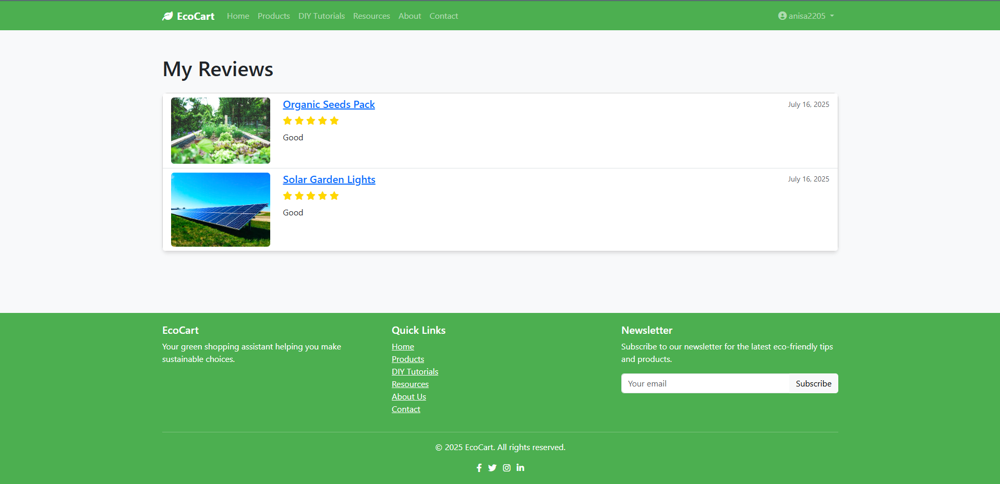 EcoCart Home Products DIY Tutorials Resources About Contact anisa2205
My Reviews
Organic Seeds Pack July 16, 2025
Good
Solar Garden Lights July 16, 2025
Good
EcoCart
Your green shopping assistant helping you make
sustainable choices.
Quick Links
Home
Products
DIY Tutorials
Resources
About Us
Contact
Newsletter
Subscribe to our newsletter for the latest eco-friendly tips
and products.
Your email Subscribe
© 2025 EcoCart. All rights reserved.